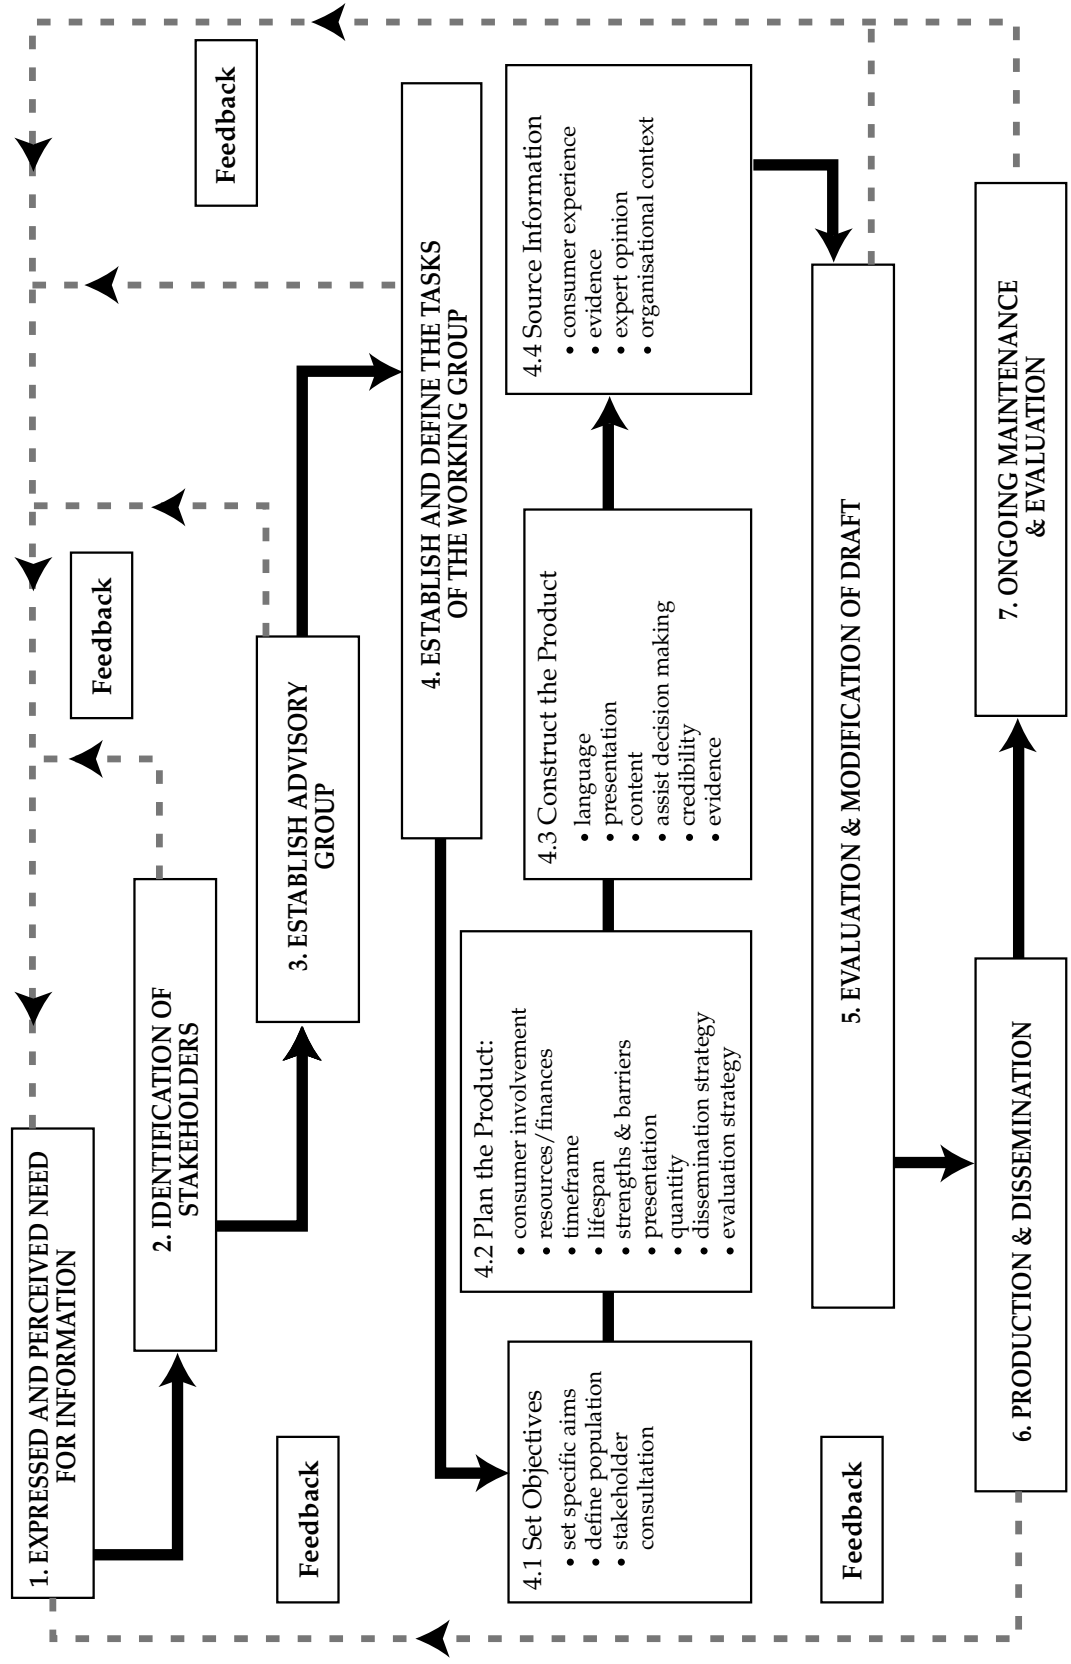 1. EXPRESSED AND PERCEIVED NEED
FOR INFORMATION
2. IDENTIFICATION OF
STAKEHOLDERS
3. ESTABLISH ADVISORY
GROUP
Feedback
Feedback
Feedback
4. ESTABLISH AND DEFINE THE TASKS
OF THE WORKING GROUP
4.1 Set Objectives
• set specific aims
• define population
• stakeholder
consultation
4.2 Plan the Product:
• consumer involvement
• resources/finances
• timeframe
• lifespan
• strengths & barriers
• presentation
• quantity
• dissemination strategy
• evaluation strategy
4.3 Construct the Product
• language
• presentation
• content
• assist decision making
• credibility
• evidence
4.4 Source Information
• consumer experience
• evidence
• expert opinion
• organisational context
5. EVALUATION & MODIFICATION OF DRAFT
Feedback
6. PRODUCTION & DISSEMINATION
7. ONGOING MAINTENANCE
& EVALUATION